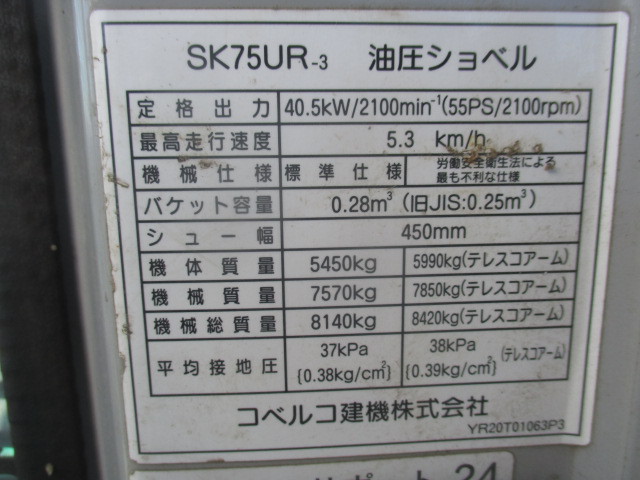 SK75UR-3 油圧ショベル
定格出力 40.5kW/2100min⁻¹(55PS/2100rpm)
最高走行速度 5.3 km/h
機械仕様 標準仕様 労働安全衛生法による
最も不利な仕様
バケット容量 0.28m³(旧JIS:0.25m³)
シュー幅 450mm
機体質量 5450kg 5990kg(テレスコアーム)
機械質量 7570kg 7850kg(テレスコアーム)
機械総質量 8140kg 8420kg(テレスコアーム)
平均接地圧 37kPa 38kPa (テレスコアーム)
{0.38kg/cm²} {0.39kg/cm²}
コベルコ建機株式会社
YR20T01063P3
サポート24